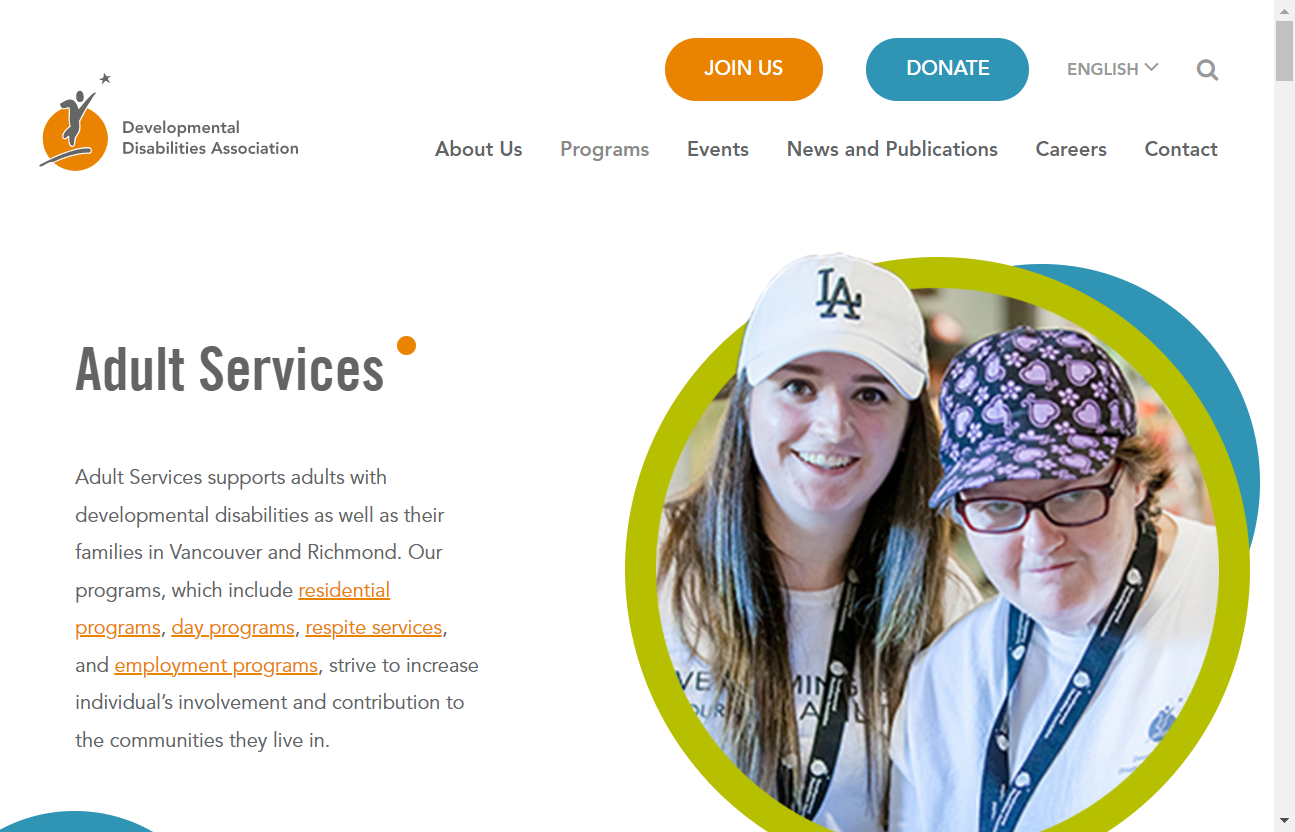 JOIN US
DONATE
ENGLISH
Developmental
Disabilities Association
About Us
Programs
Events
News and Publications
Careers
Contact
LA
Adult Services
Adult Services supports adults with
developmental disabilities as well as their
families in Vancouver and Richmond. Our
programs, which include residential
programs, day programs, respite services,
and employment programs, strive to increase
individual’s involvement and contribution to
the communities they live in.